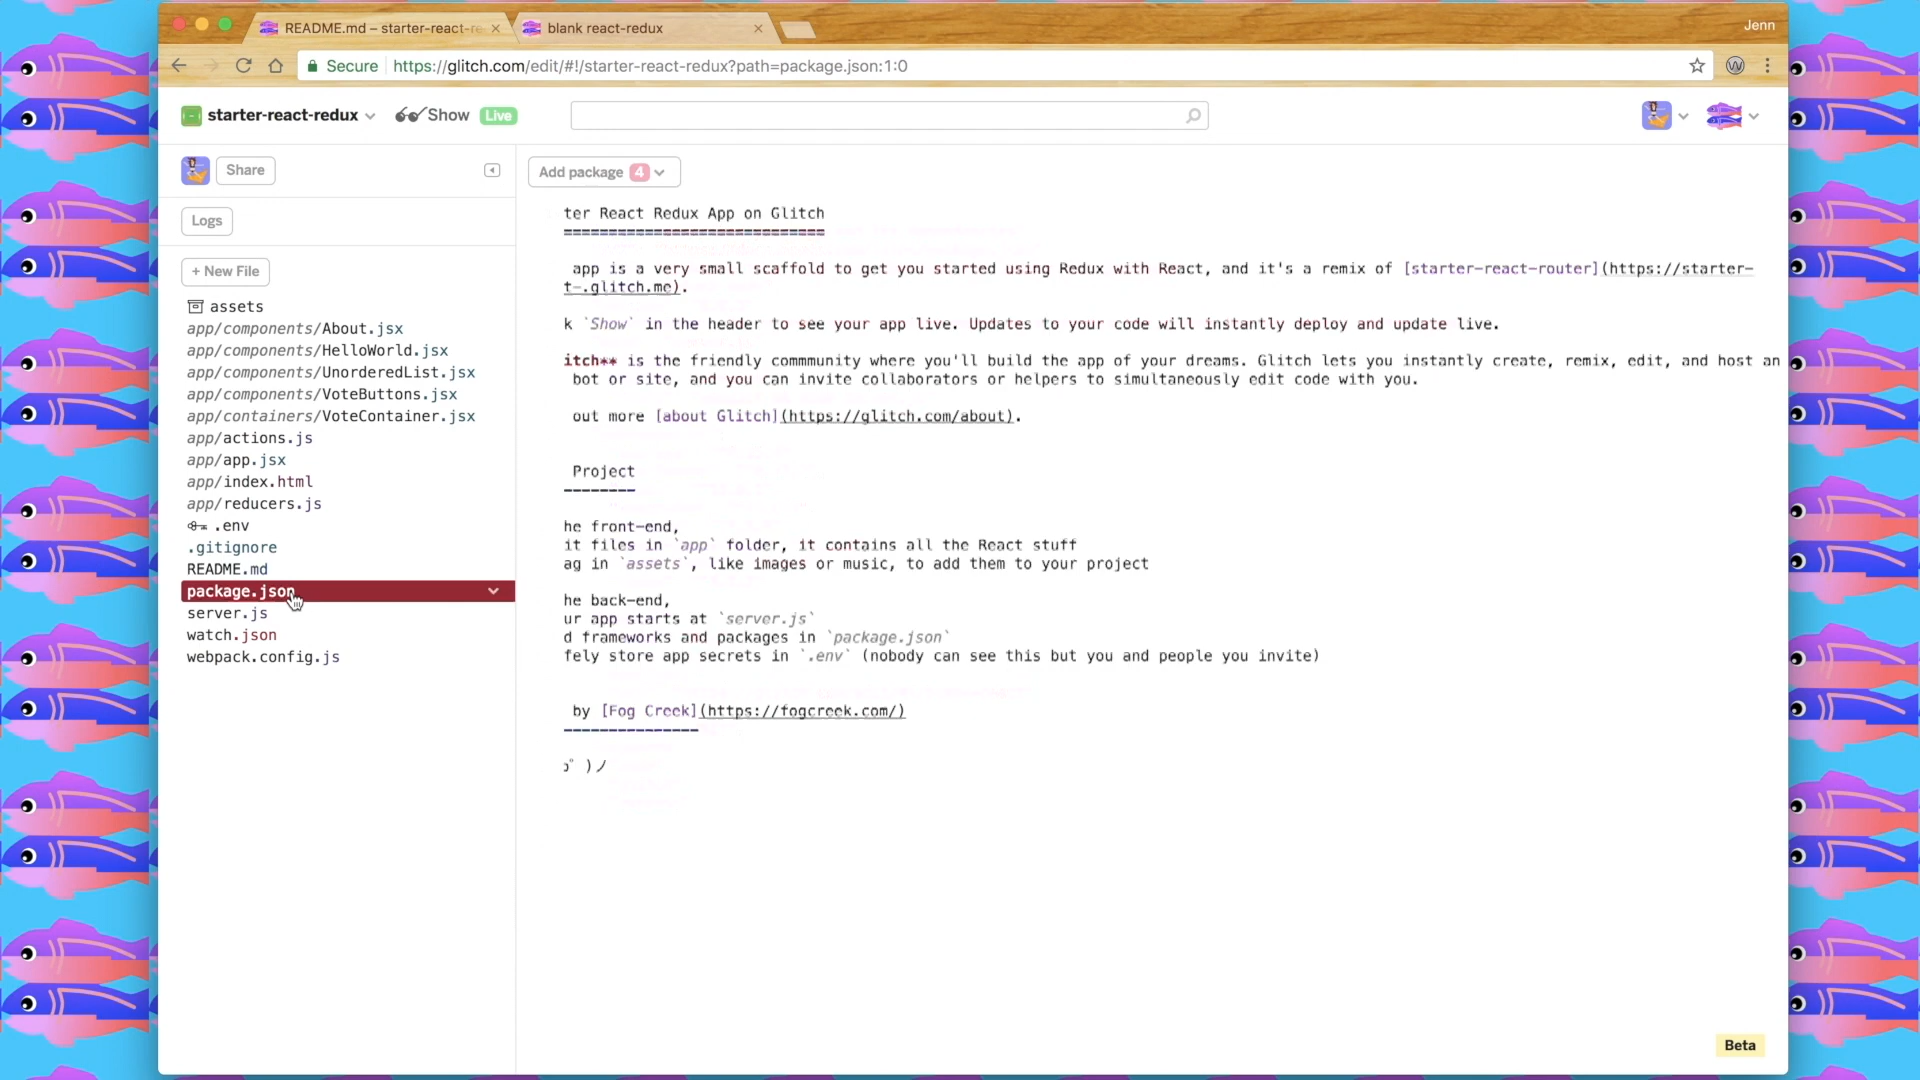 README.md – starter-react-re
blank react-redux
Jenn
Secure
https://glitch.com/edit/#!/starter-react-redux?path=package.json:1:0
starter-react-redux
Show
Live
Share
Add package 4
Logs
+ New File
assets
app/components/About.jsx
app/components/HelloWorld.jsx
app/components/UnorderedList.jsx
app/components/VoteButtons.jsx
app/containers/VoteContainer.jsx
app/actions.js
app/app.jsx
app/index.html
app/reducers.js
.env
.gitignore
README.md
package.json
server.js
watch.json
webpack.config.js
ter React Redux App on Glitch
=============================
app is a very small scaffold to get you started using Redux with React, and it's a remix of [starter-react-router](https://starter-
t-.glitch.me).
k `Show` in the header to see your app live. Updates to your code will instantly deploy and update live.
itch** is the friendly commmunity where you'll build the app of your dreams. Glitch lets you instantly create, remix, edit, and host an
bot or site, and you can invite collaborators or helpers to simultaneously edit code with you.
out more [about Glitch](https://glitch.com/about).
Project
--------
he front-end,
it files in `app` folder, it contains all the React stuff
ag in `assets`, like images or music, to add them to your project
he back-end,
ur app starts at `server.js`
d frameworks and packages in `package.json`
fely store app secrets in `.env` (nobody can see this but you and people you invite)
by [Fog Creek](https://fogcreek.com/)
---------------
ɔ゜)ノ
Beta